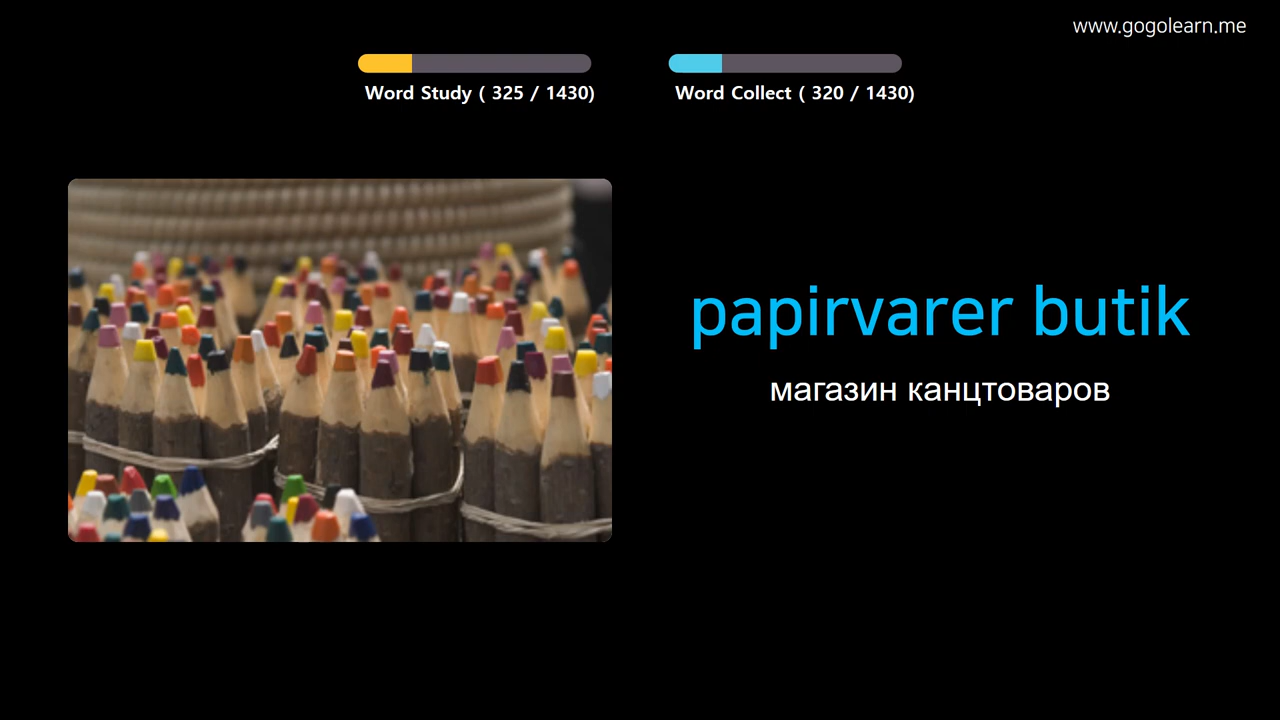 www.gogolearn.me
Word Study ( 325 / 1430)
Word Collect ( 320 / 1430)
papirvarer butik
магазин канцтоваров